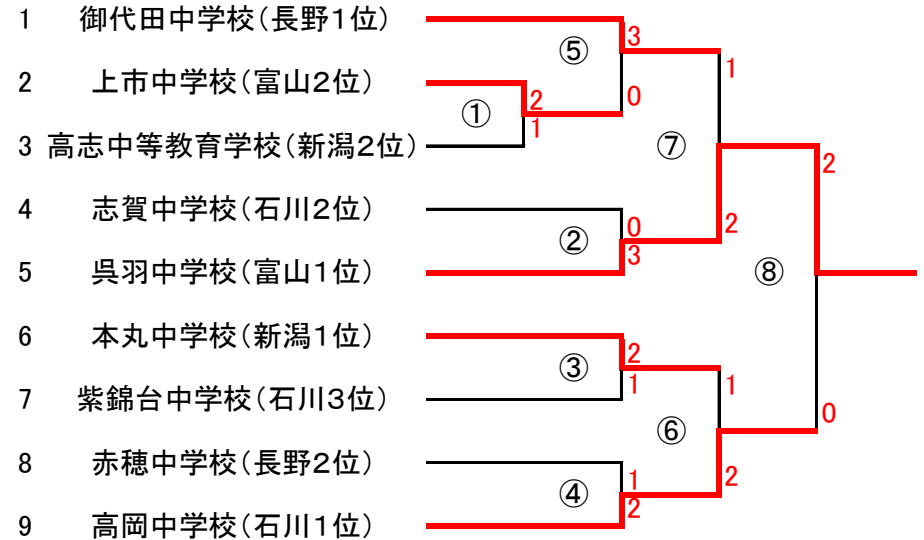 1 御代田中学校(長野1位)
2 上市中学校(富山2位)
3 高志中等教育学校(新潟2位)
4 志賀中学校(石川2位)
5 呉羽中学校(富山1位)
6 本丸中学校(新潟1位)
7 紫錦台中学校(石川3位)
8 赤穂中学校(長野2位)
9 高岡中学校(石川1位)
① 2 1
⑤ 3 0
② 0 3
③ 2 1
④ 1 2
⑦ 1 2
⑥ 1 2
⑧ 2 0